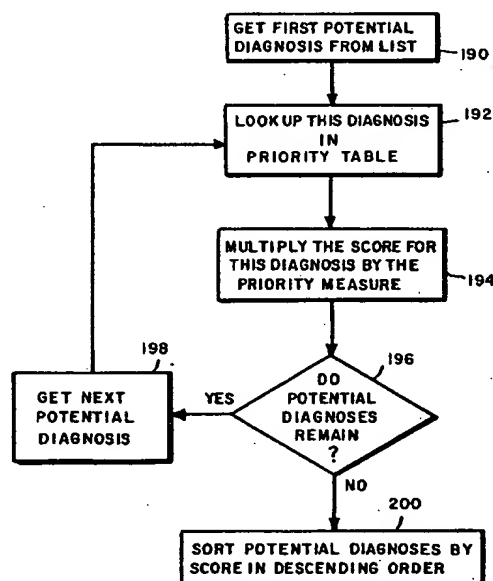 GET FIRST POTENTIAL
DIAGNOSIS FROM LIST
190
LOOK UP THIS DIAGNOSIS
IN
PRIORITY TABLE
192
MULTIPLY THE SCORE FOR
THIS DIAGNOSIS BY THE
PRIORITY MEASURE
194
196
DO
POTENTIAL
DIAGNOSES
REMAIN
?
YES
198
GET NEXT
POTENTIAL
DIAGNOSIS
NO
200
SORT POTENTIAL DIAGNOSES BY
SCORE IN DESCENDING ORDER